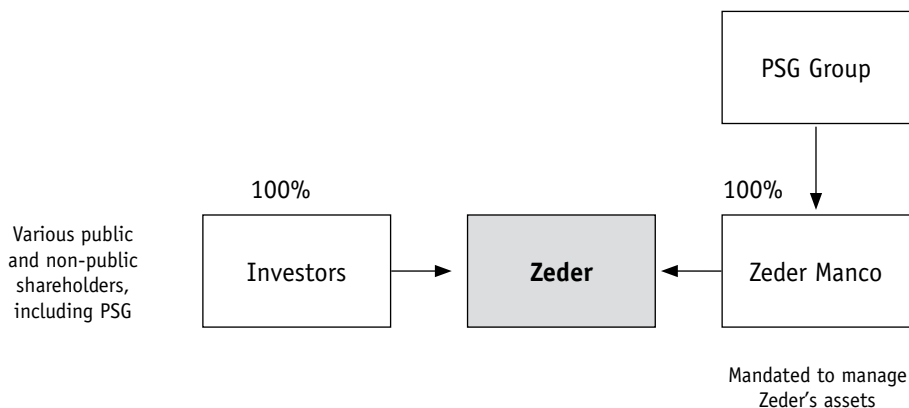 PSG Group
100%
100%
Various public
and non-public
shareholders,
including PSG
Investors
Zeder
Zeder Manco
Mandated to manage
Zeder’s assets